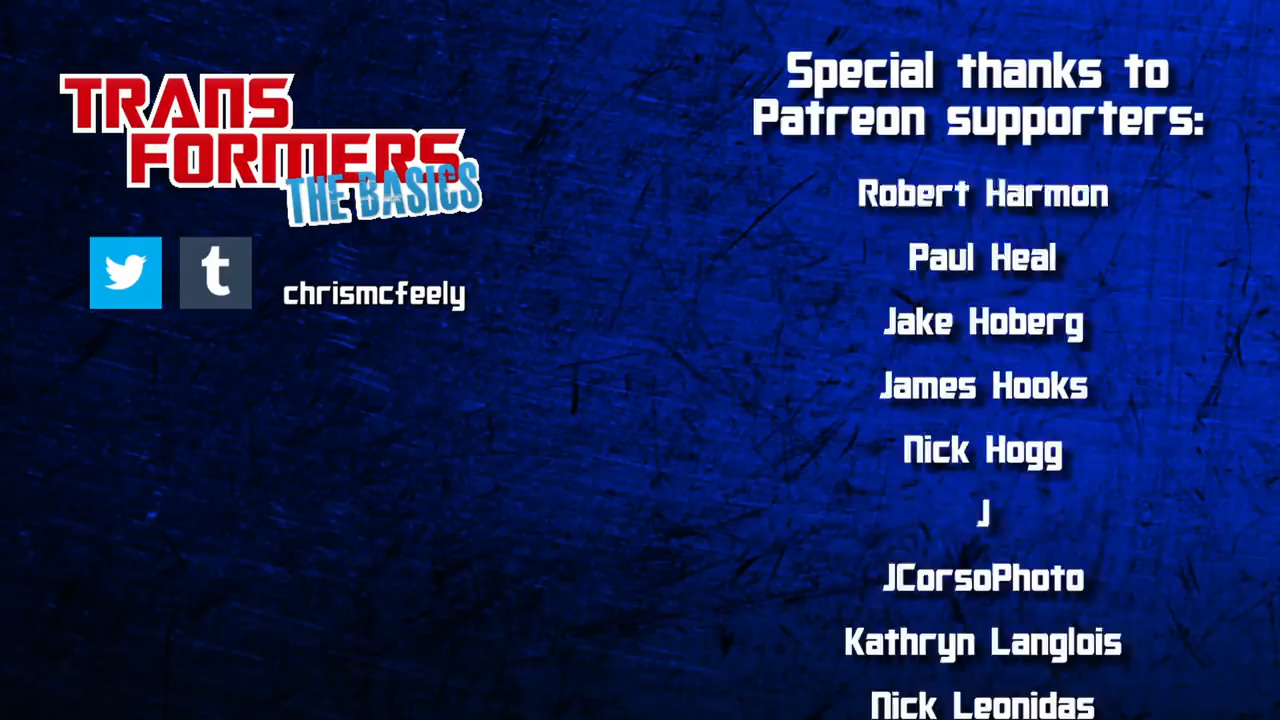 TRANS
FORMERS
THE BASICS
chrismcfeely
Special thanks to
Patreon supporters:
Robert Harmon
Paul Heal
Jake Hoberg
James Hooks
Nick Hogg
J
JCorsoPhoto
Kathryn Langlois
Nick Leonidas